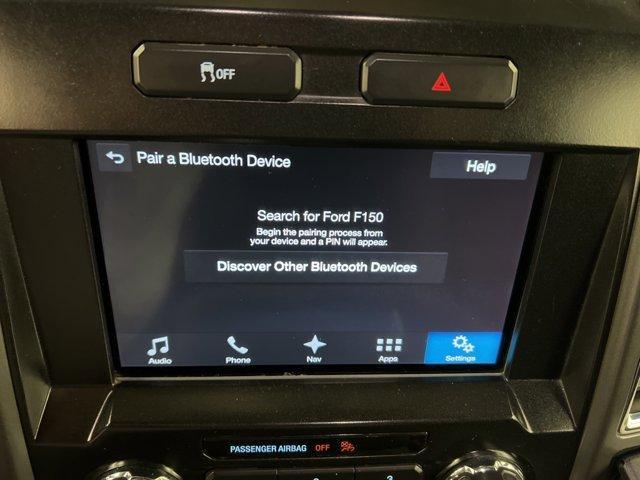 OFF
Pair a Bluetooth Device
Help
Search for Ford F150
Begin the pairing process from
your device and a PIN will appear.
Discover Other Bluetooth Devices
Audio Phone Nav Apps Settings
PASSENGER AIRBAG OFF